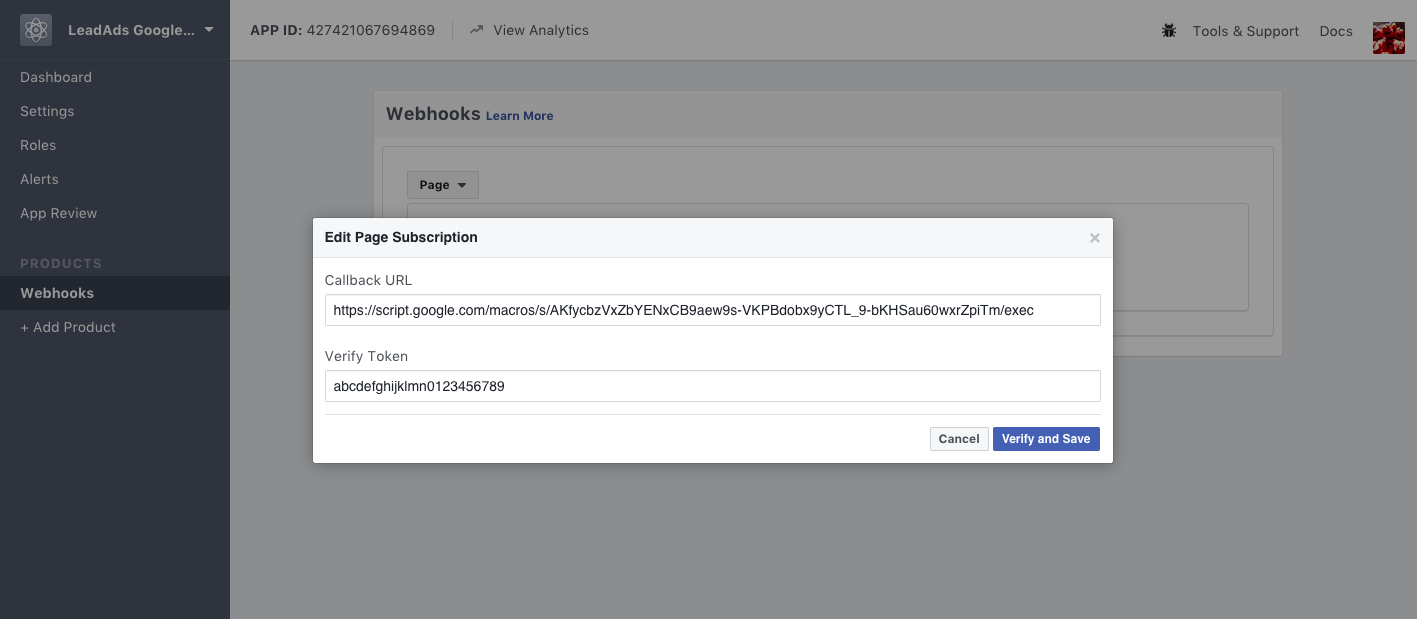 LeadAds Google...
APP ID: 427421067694869
View Analytics
Tools & Support
Docs
Dashboard
Settings
Roles
Alerts
App Review
PRODUCTS
Webhooks
+ Add Product
Webhooks Learn More
Page
Edit Page Subscription
Callback URL
https://script.google.com/macros/s/AKfycbzVxZbYENxCB9aew9s-VKPBdobx9yCTL_9-bKHSau60wxrZpiTm/exec
Verify Token
abcdefghijklmn0123456789
Cancel
Verify and Save